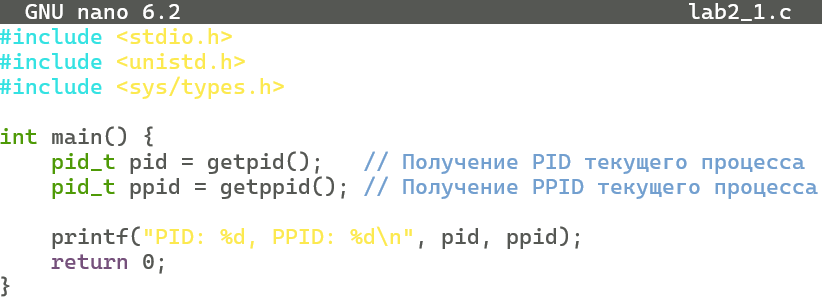 GNU nano 6.2 lab2_1.c
#include <stdio.h>
#include <unistd.h>
#include <sys/types.h>
int main() {
    pid_t pid = getpid();   // Получение PID текущего процесса
    pid_t ppid = getppid(); // Получение PPID текущего процесса
    printf("PID: %d, PPID: %d\n", pid, ppid);
    return 0;
}